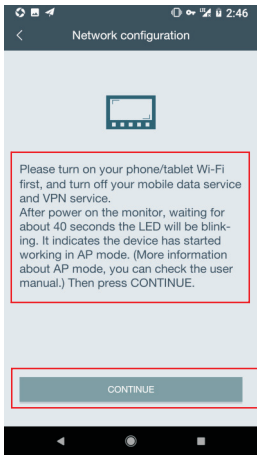 2:46
Network configuration
Please turn on your phone/tablet Wi-Fi
first, and turn off your mobile data service
and VPN service.
After power on the monitor, waiting for
about 40 seconds the LED will be blink-
ing. It indicates the device has started
working in AP mode. (More information
about AP mode, you can check the user
manual.) Then press CONTINUE.
CONTINUE